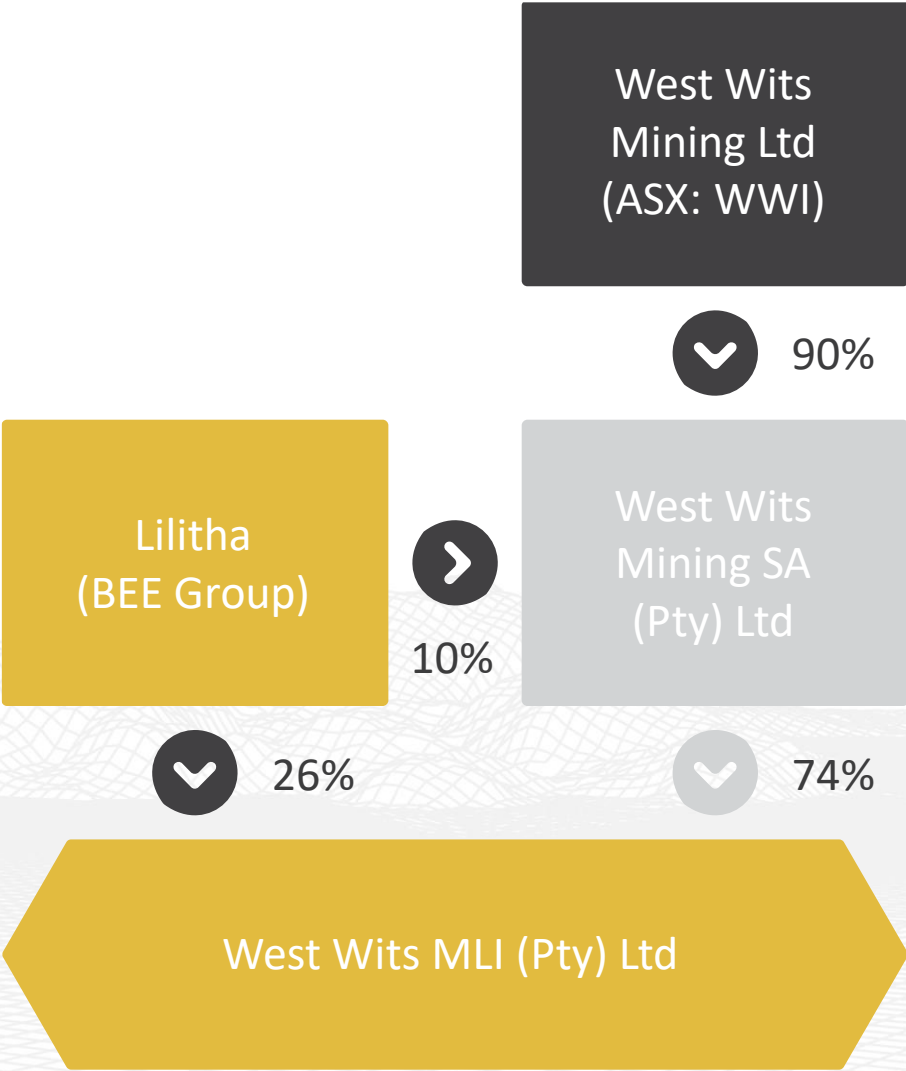 West Wits
Mining Ltd
(ASX: WWI)
90%
Lilitha
(BEE Group)
10%
West Wits
Mining SA
(Pty) Ltd
26%
74%
West Wits MLI (Pty) Ltd